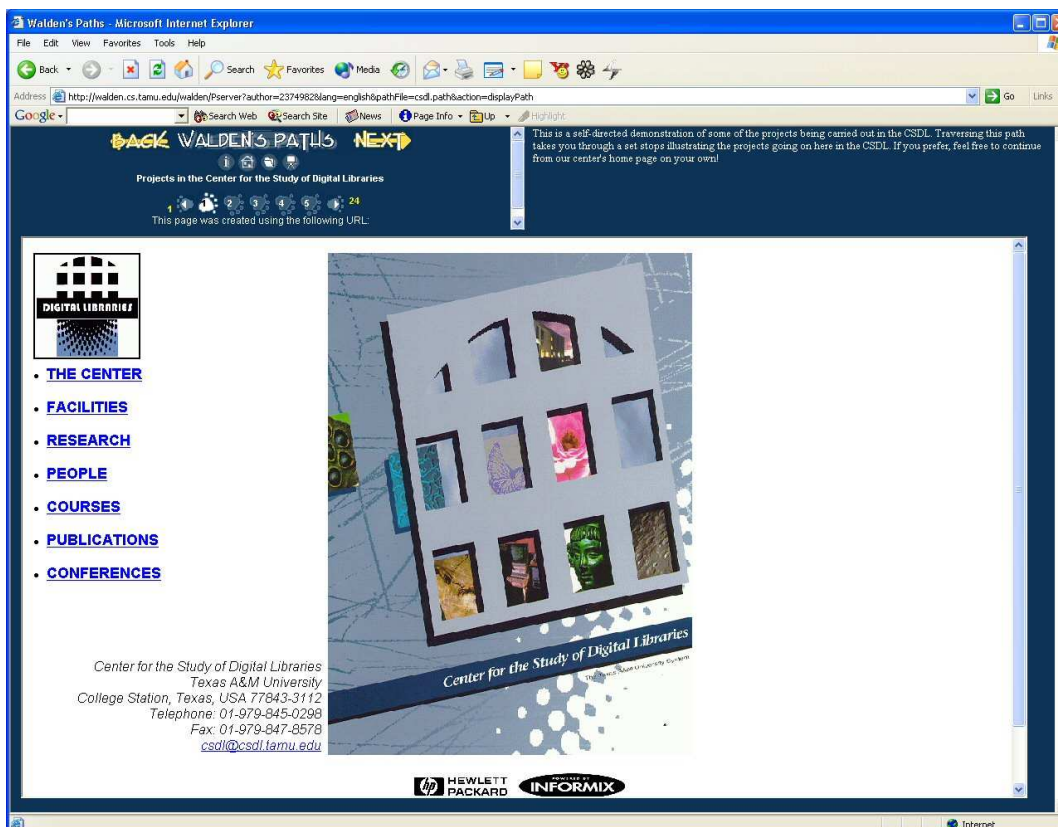 Walden's Paths - Microsoft Internet Explorer
File Edit View Favorites Tools Help
Back Search Favorites Media
Address http://walden.cs.tamu.edu/walden/Pserver?author=2374982&lang=english&pathFile=csdl.path&action=displayPath Go Links
Google Search Web Search Site News Page Info Up Highlight
BACK WALDEN'S PATHS NEXT
Projects in the Center for the Study of Digital Libraries
1 1 2 3 4 5 24
This page was created using the following URL:
This is a self-directed demonstration of some of the projects being carried out in the CSDL. Traversing this path
takes you through a set stops illustrating the projects going on here in the CSDL. If you prefer, feel free to continue
from our center's home page on your own!
DIGITAL LIBRARIES
THE CENTER
FACILITIES
RESEARCH
PEOPLE
COURSES
PUBLICATIONS
CONFERENCES
Center for the Study of Digital Libraries
Texas A&M University
College Station, Texas, USA 77843-3112
Telephone: 01-979-845-0298
Fax: 01-979-847-8578
csdl@csdl.tamu.edu
Center for the Study of Digital Libraries
The Texas A&M University System
hp HEWLETT
PACKARD
POWERED BY
INFORMIX
Internet